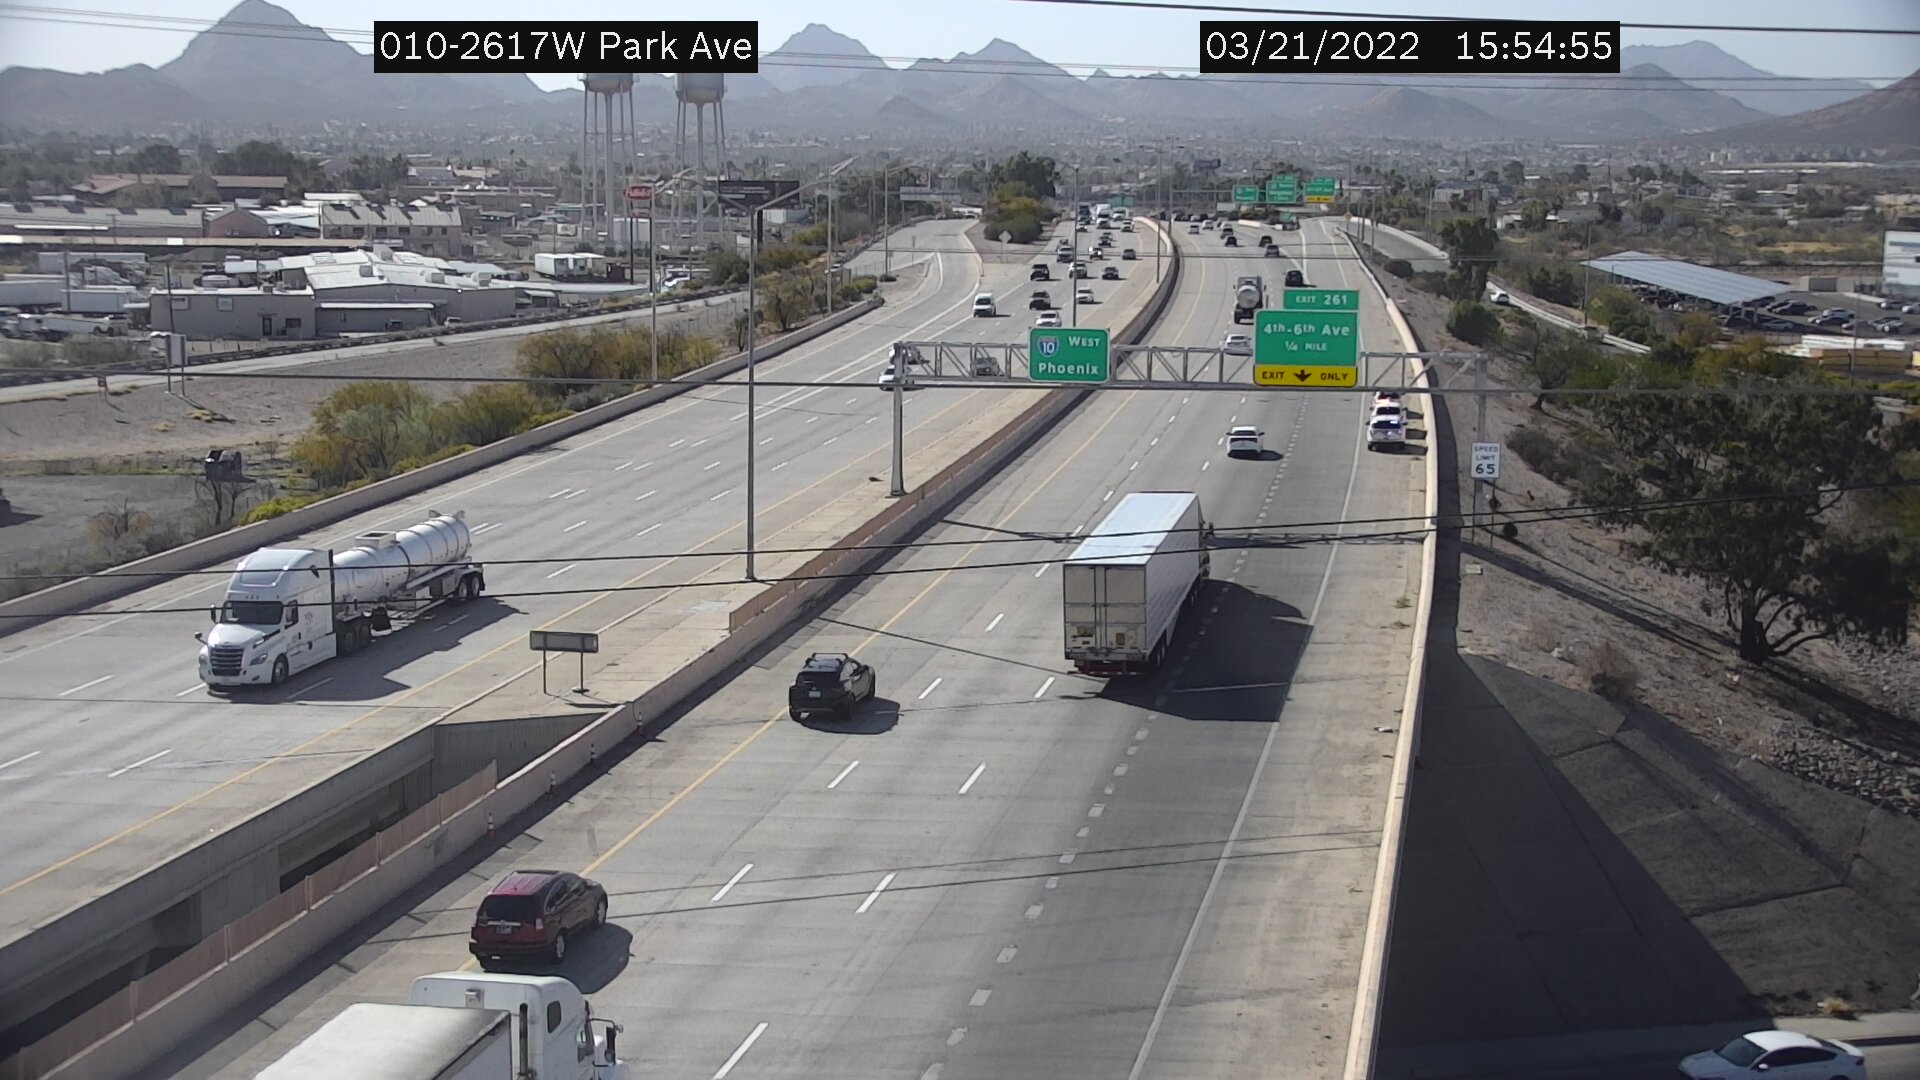 010-2617W Park Ave
03/21/2022 15:54:55
EXIT 261
4th-6th Ave
¼ MILE
EXIT ONLY
10
WEST
Phoenix
SPEED
LIMIT
65